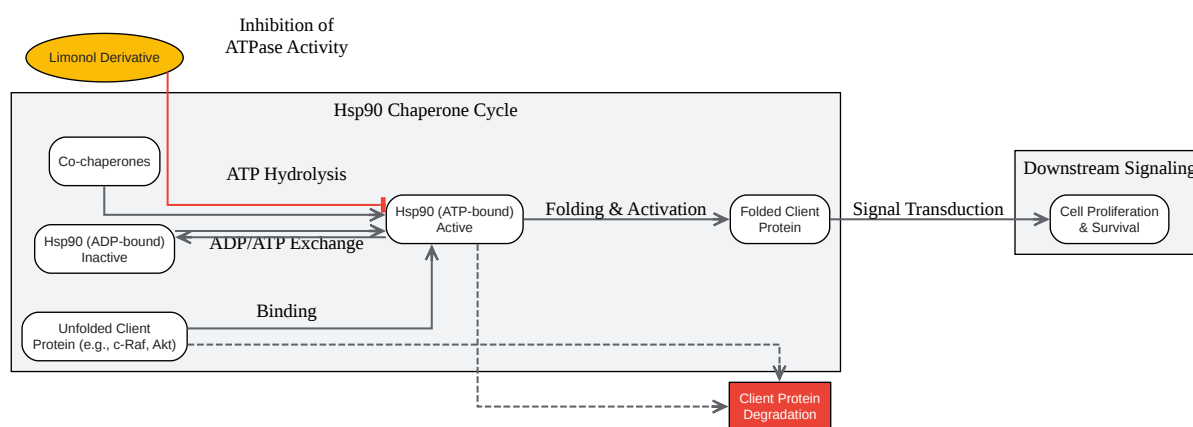 Inhibition of
ATPase Activity
Limonol Derivative
Hsp90 Chaperone Cycle
Co-chaperones
ATP Hydrolysis
Downstream Signaling
Hsp90 (ATP-bound)
Active
Folding & Activation
Folded Client
Protein
Signal Transduction
Cell Proliferation
& Survival
Hsp90 (ADP-bound)
Inactive
ADP/ATP Exchange
Binding
Unfolded Client
Protein (e.g., c-Raf, Akt)
Client Protein
Degradation